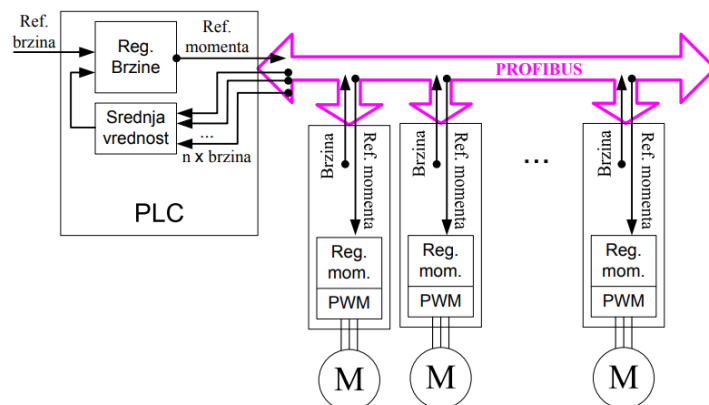 Ref.
brzina
Reg.
Brzine
Ref.
momenta
PROFIBUS
Srednja
vrednost
...
n x brzina
PLC
Brzina
Ref. momenta
Brzina
Ref. momenta
...
Brzina
Ref. momenta
Reg.
mom.
PWM
Reg.
mom.
PWM
Reg.
mom.
PWM
M
M
M